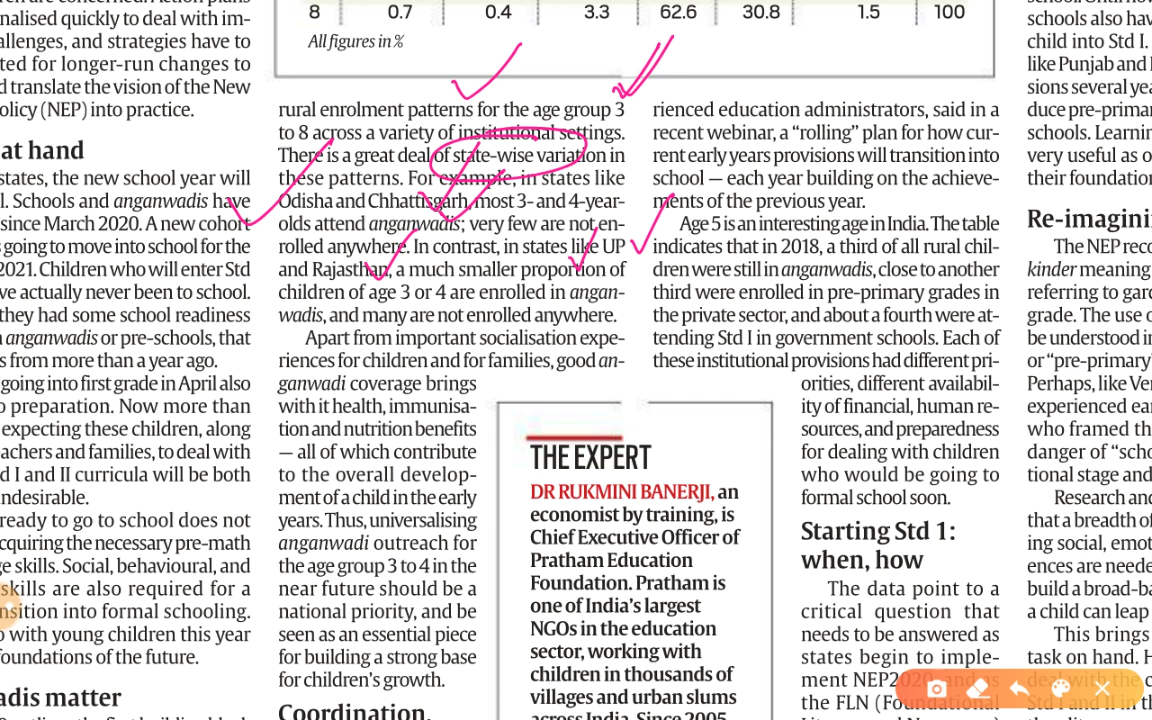 ren are concerned. Action plans
nalised quickly to deal with im-
allenges, and strategies have to
ted for longer-run changes to
d translate the vision of the New
olicy (NEP) into practice.
at hand
states, the new school year will
l. Schools and anganwadis have
since March 2020. A new cohort
going to move into school for the
2021. Children who will enter Std
ve actually never been to school.
they had some school readiness
anganwadis or pre-schools, that
s from more than a year ago.
going into first grade in April also
o preparation. Now more than
expecting these children, along
achers and families, to deal with
d I and II curricula will be both
ndesirable.
ready to go to school does not
cquiring the necessary pre-math
ge skills. Social, behavioural, and
skills are also required for a
nsition into formal schooling.
o with young children this year
foundations of the future.
adis matter
8 0.7 0.4 3.3 62.6 30.8 1.5 100
All figures in %
rural enrolment patterns for the age group 3
to 8 across a variety of institutional settings.
There is a great deal of state-wise variation in
these patterns. For example, in states like
Odisha and Chhattisgarh, most 3- and 4-year-
olds attend anganwadis; very few are not en-
rolled anywhere. In contrast, in states like UP
and Rajasthan, a much smaller proportion of
children of age 3 or 4 are enrolled in angan-
wadis, and many are not enrolled anywhere.
Apart from important socialisation expe-
riences for children and for families, good an-
ganwadi coverage brings
with it health, immunisa-
tion and nutrition benefits
— all of which contribute
to the overall develop-
ment of a child in the early
years. Thus, universalising
anganwadi outreach for
the age group 3 to 4 in the
near future should be a
national priority, and be
seen as an essential piece
for building a strong base
for children's growth.
Coordination,
THE EXPERT
DR RUKMINI BANERJI, an
economist by training, is
Chief Executive Officer of
Pratham Education
Foundation. Pratham is
one of India's largest
NGOs in the education
sector, working with
children in thousands of
villages and urban slums
across India. Since 2005,
rienced education administrators, said in a
recent webinar, a “rolling” plan for how cur-
rent early years provisions will transition into
school — each year building on the achieve-
ments of the previous year.
Age 5 is an interesting age in India. The table
indicates that in 2018, a third of all rural chil-
dren were still in anganwadis, close to another
third were enrolled in pre-primary grades in
the private sector, and about a fourth were at-
tending Std I in government schools. Each of
these institutional provisions had different pri-
orities, different availabil-
ity of financial, human re-
sources, and preparedness
for dealing with children
who would be going to
formal school soon.
Starting Std 1:
when, how
The data point to a
critical question that
needs to be answered as
states begin to imple-
ment NEP2020, and as
the FLN (Foundational
schools also hav
child into Std I.
like Punjab and
sions several yea
duce pre-primar
schools. Learnin
very useful as o
their foundation
Re-imagini
The NEP reco
kinder meaning
referring to gard
grade. The use o
be understood in
or “pre-primary”
Perhaps, like Ver
experienced ear
who framed th
danger of “scho
tional stage and
Research and
that a breadth of
ing social, emot
ences are neede
build a broad-ba
a child can leap
This brings
task on hand. H